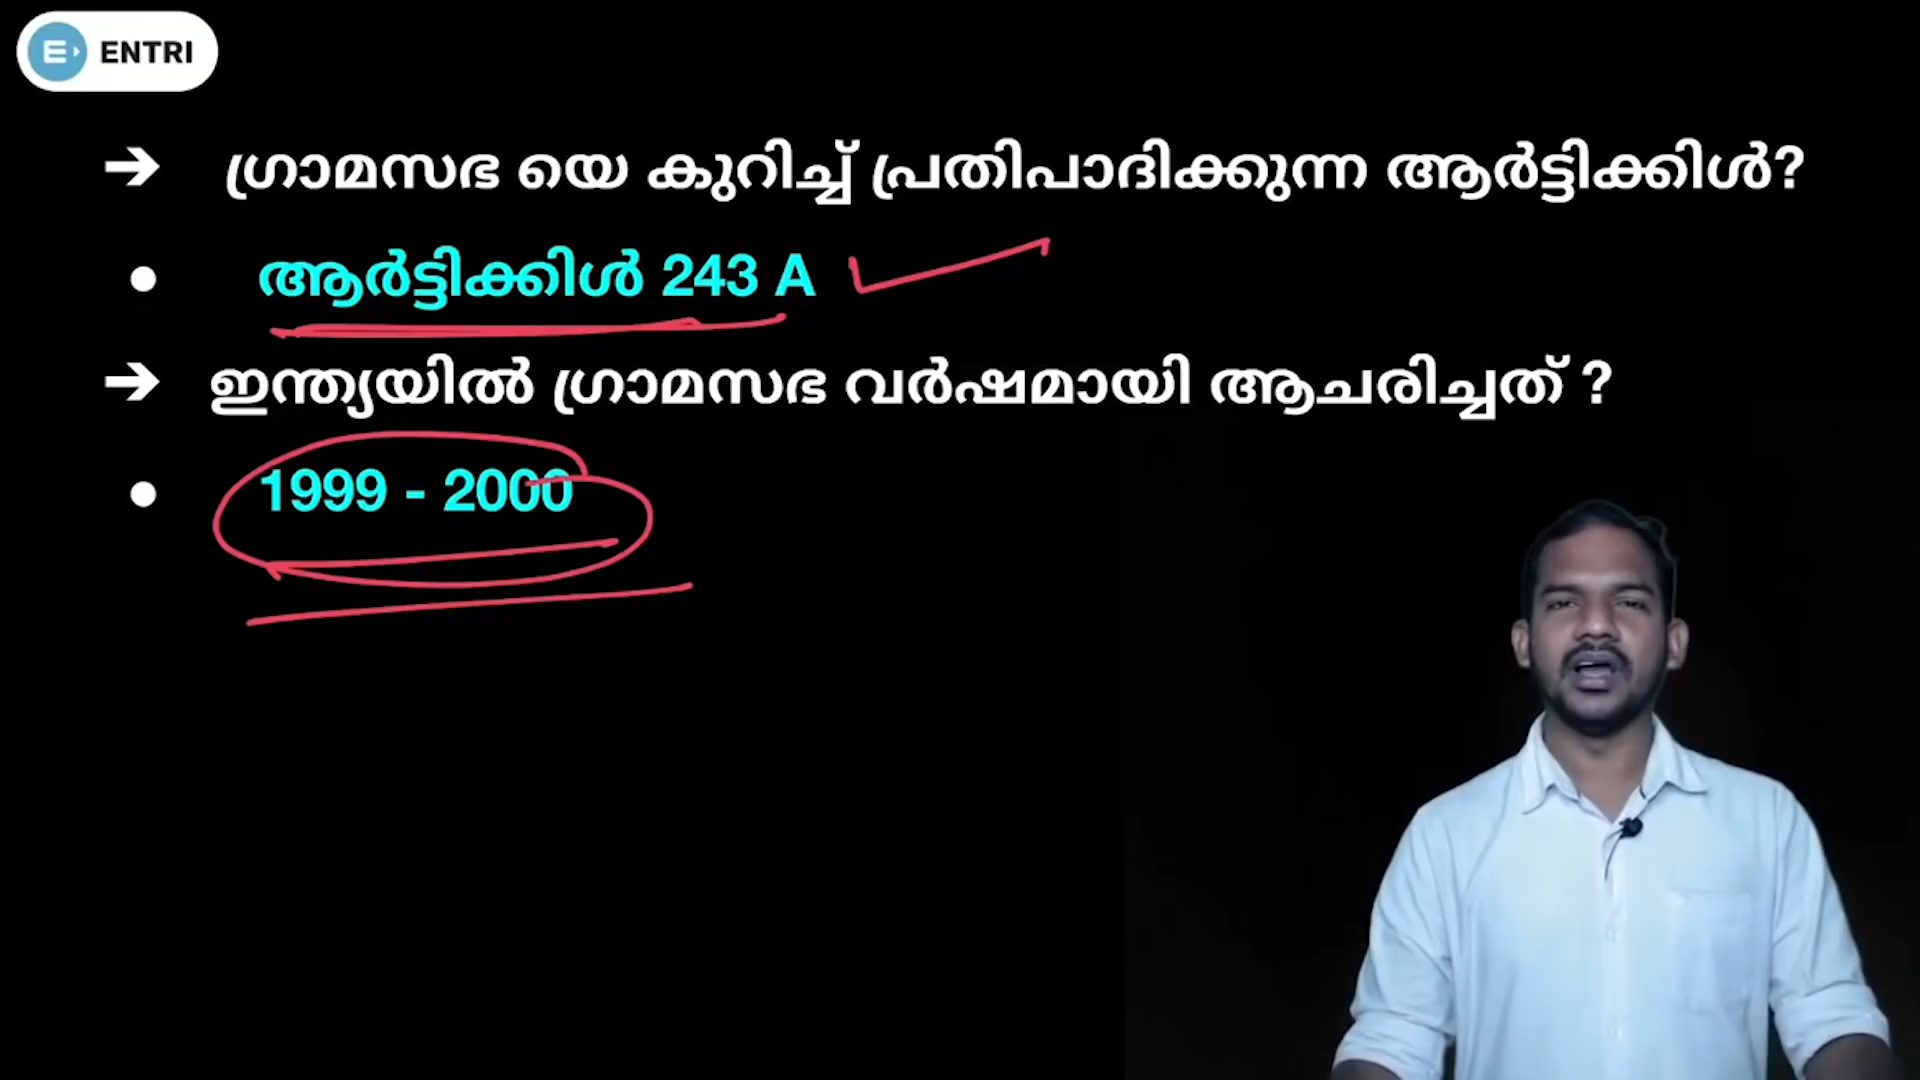 ENTRI
➔ ഗ്രാമസഭ യെ കുറിച്ച് പ്രതിപാദിക്കുന്ന ആർട്ടിക്കിൾ?
• ആർട്ടിക്കിൾ 243 A
➔ ഇന്ത്യയിൽ ഗ്രാമസഭ വർഷമായി ആചരിച്ചത് ?
• 1999 - 2000